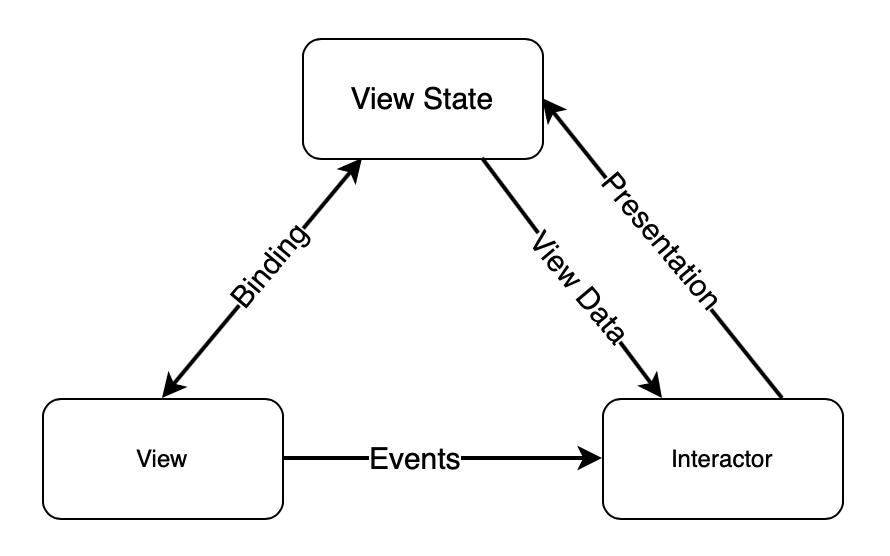 View State
Presentation
Binding
View Data
View
Events
Interactor